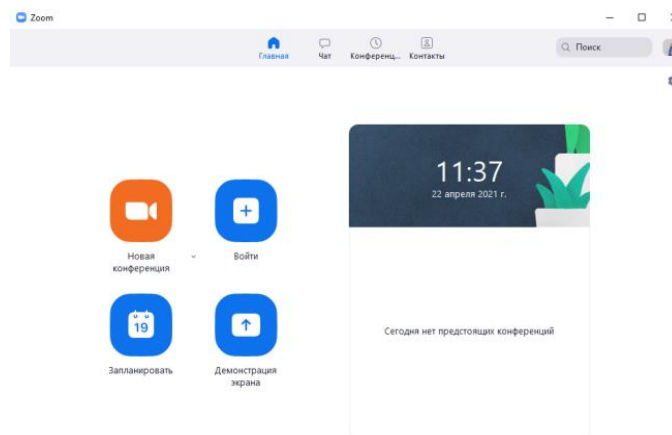 Zoom
Главная
Чат
Конференц...
Контакты
Поиск
11:37
22 апреля 2021 г.
Новая
конференция
Войти
19
Запланировать
Демонстрация
экрана
Сегодня нет предстоящих конференций